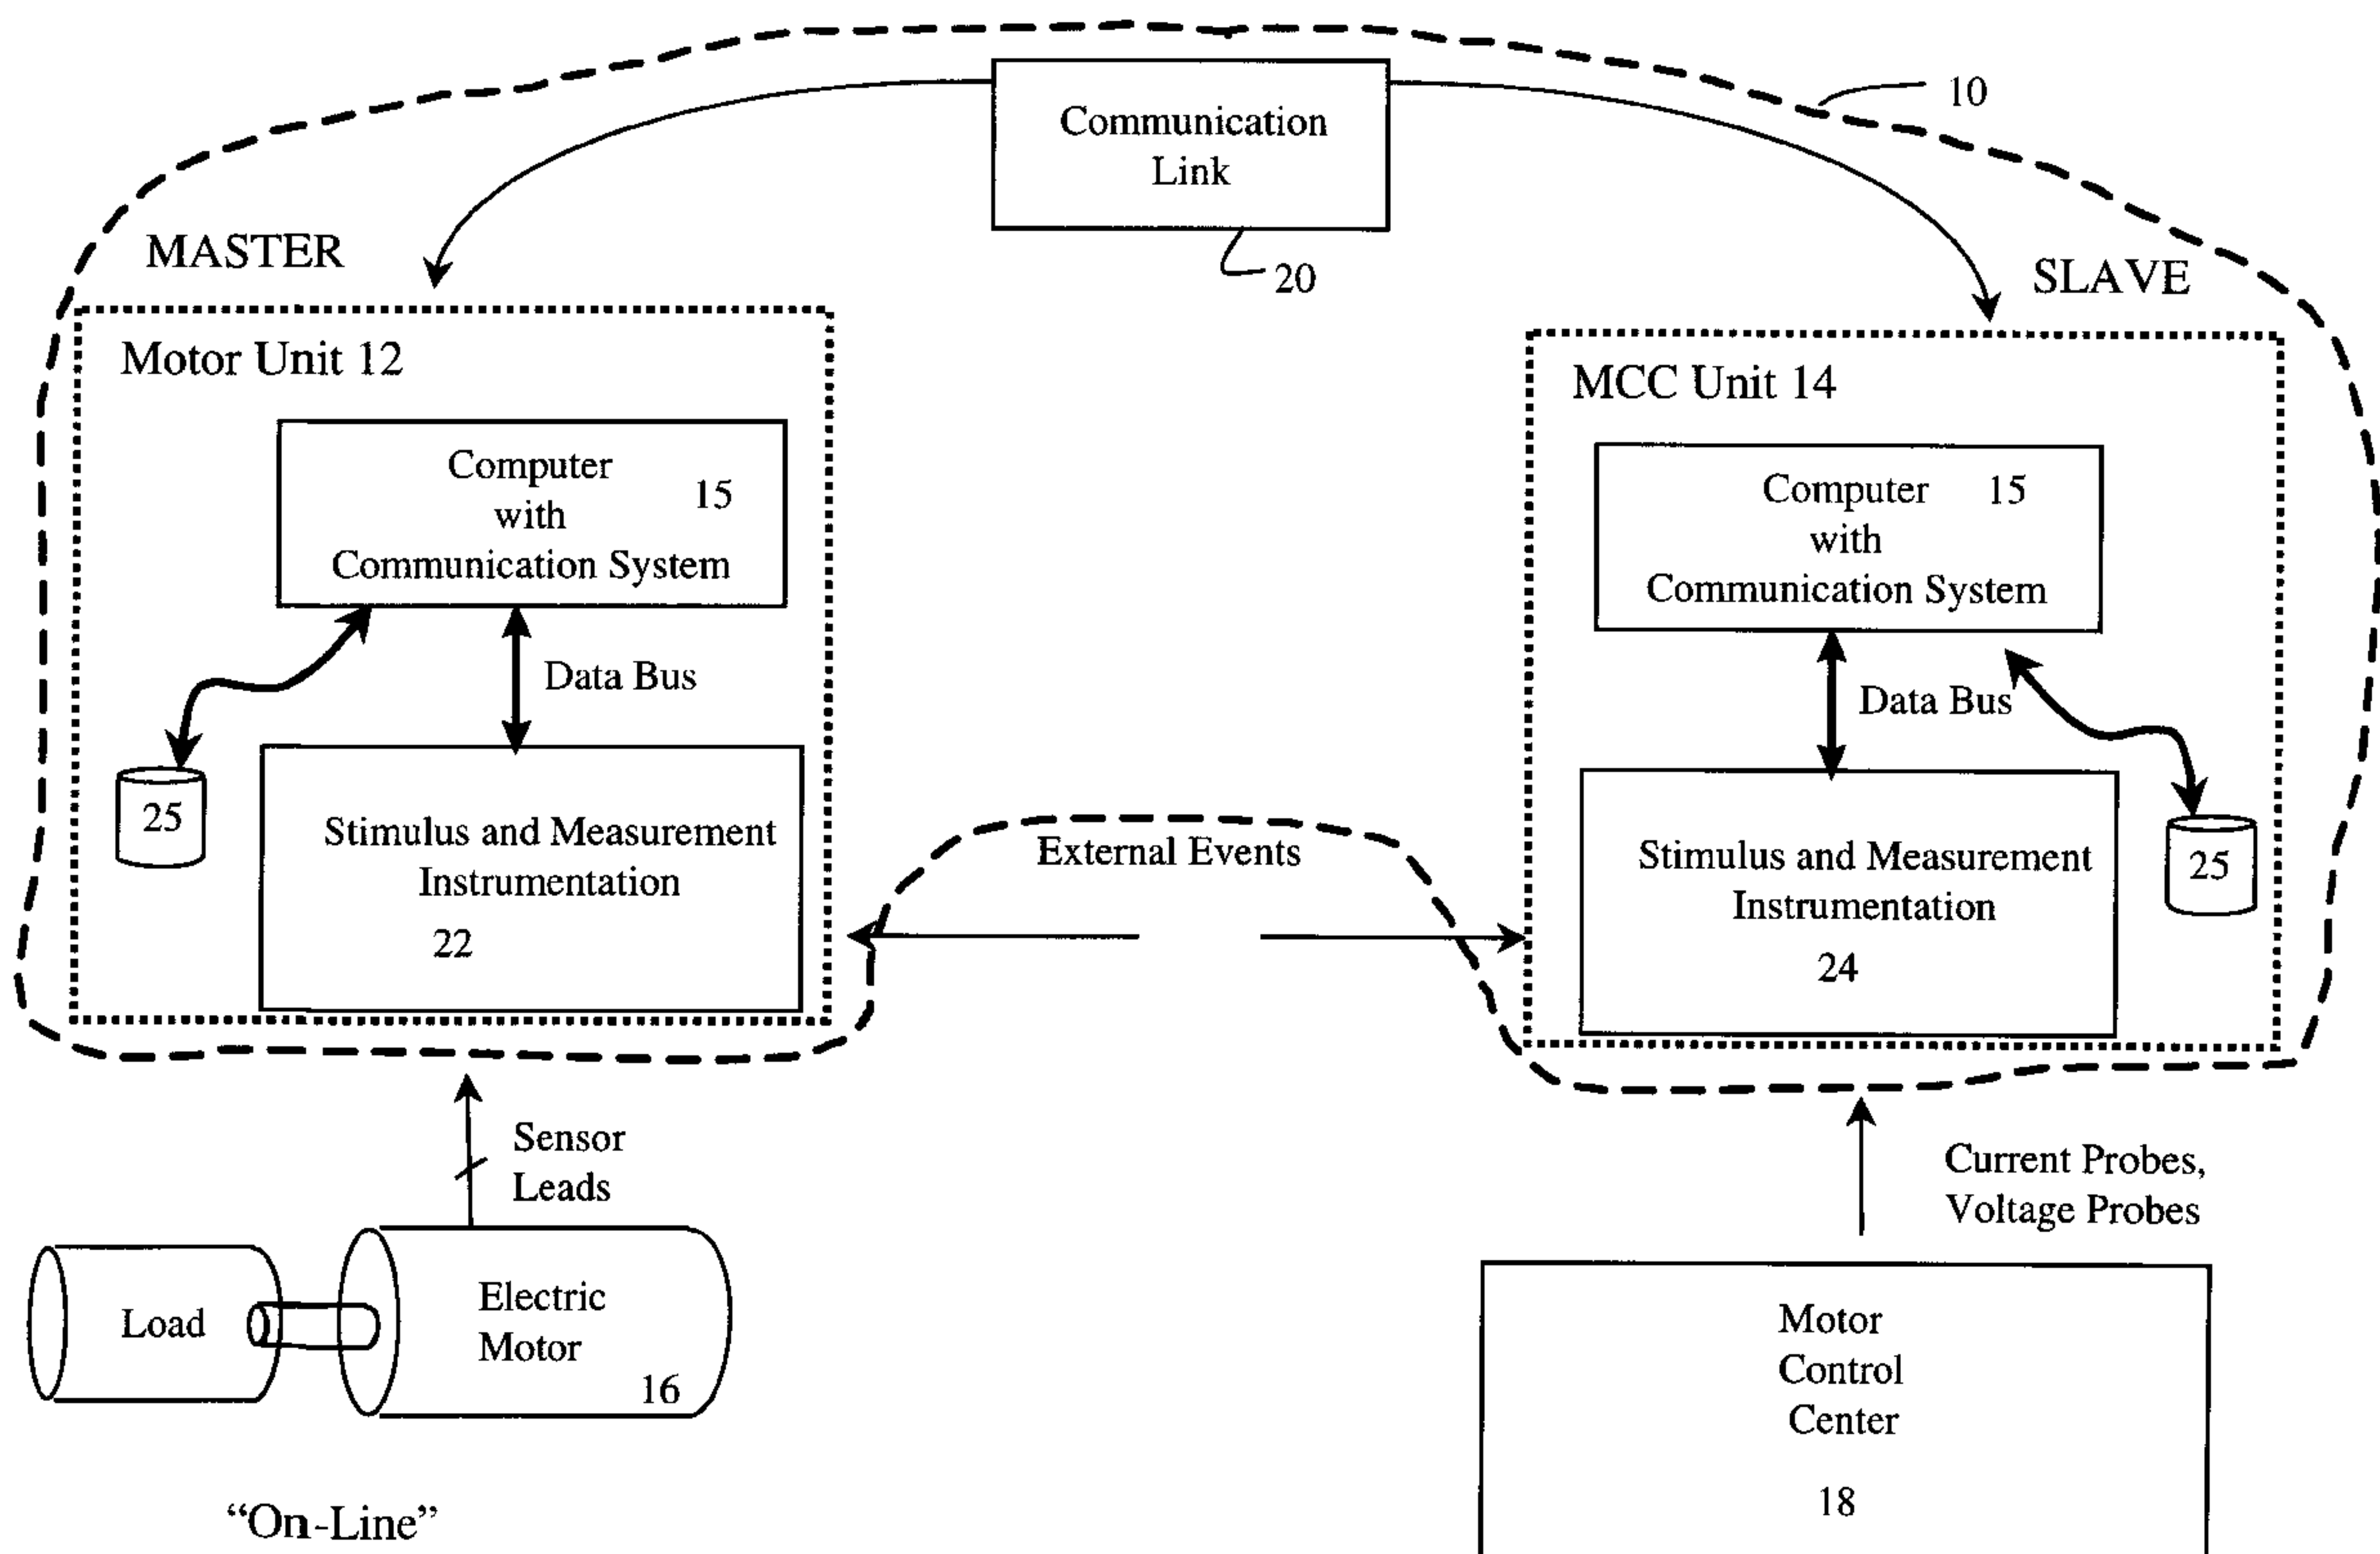 10
Communication
Link
20
MASTER
SLAVE
Motor Unit 12
MCC Unit 14
Computer
15
with
Communication System
Computer 15
with
Communication System
Data Bus
Data Bus
25
Stimulus and Measurement
Instrumentation
22
External Events
Stimulus and Measurement
Instrumentation
24
25
Sensor
Leads
Current Probes,
Voltage Probes
Load
Electric
Motor
16
Motor
Control
Center
18
“On-Line”